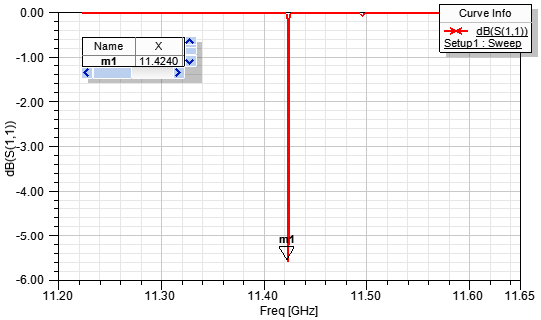 0.00
-1.00
-2.00
-3.00
-4.00
-5.00
-6.00
dB(S(1,1))
Name X
m1 11.4240
Curve Info
dB(S(1,1))
Setup1 : Sweep
m1
11.20 11.30 11.40 11.50 11.60 11.65
Freq [GHz]